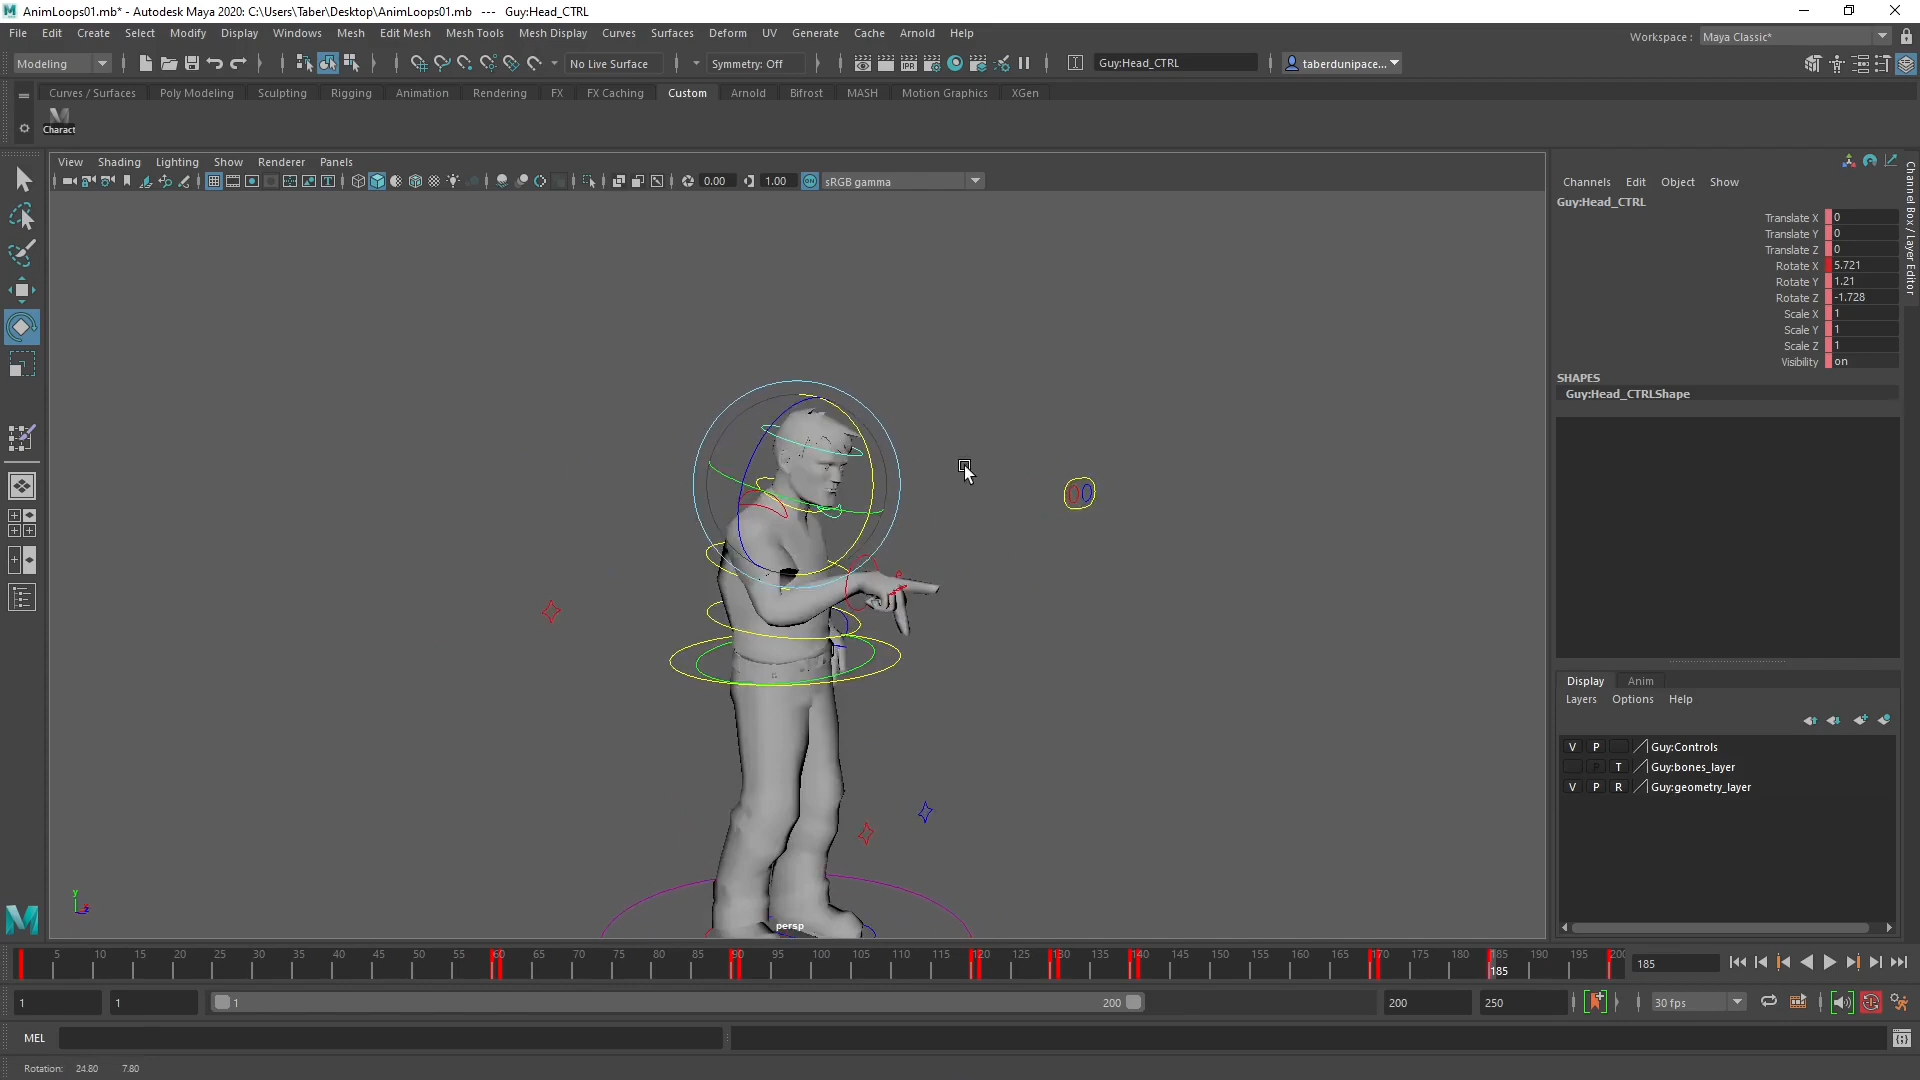 AnimLoops01.mb* - Autodesk Maya 2020: C:\Users\Taber\Desktop\AnimLoops01.mb --- Guy:Head_CTRL
File Edit Create Select Modify Display Windows Mesh Edit Mesh Mesh Tools Mesh Display Curves Surfaces Deform UV Generate Cache Arnold Help
Workspace : Maya Classic*
Modeling No Live Surface Symmetry: Off IPR Guy:Head_CTRL taberdunipace...
Curves / Surfaces Poly Modeling Sculpting Rigging Animation Rendering FX FX Caching Custom Arnold Bifrost MASH Motion Graphics XGen
Charact
View Shading Lighting Show Renderer Panels
0.00 1.00 ON sRGB gamma
Channels Edit Object Show
Guy:Head_CTRL
Translate X 0
Translate Y 0
Translate Z 0
Rotate X 5.721
Rotate Y 1.21
Rotate Z -1.728
Scale X 1
Scale Y 1
Scale Z 1
Visibility on
SHAPES
Guy:Head_CTRLShape
Channel Box / Layer Editor
Display Anim
Layers Options Help
V P Guy:Controls
P T Guy:bones_layer
V P R Guy:geometry_layer
y
z
persp
5 10 15 20 25 30 35 40 45 50 55 60 65 70 75 80 85 90 95 100 105 110 115 120 125 130 135 140 145 150 155 160 165 170 175 180 185 190 195 200
185
185
1 1 1 200 200 250 30 fps
MEL
Rotation: 24.80 7.80